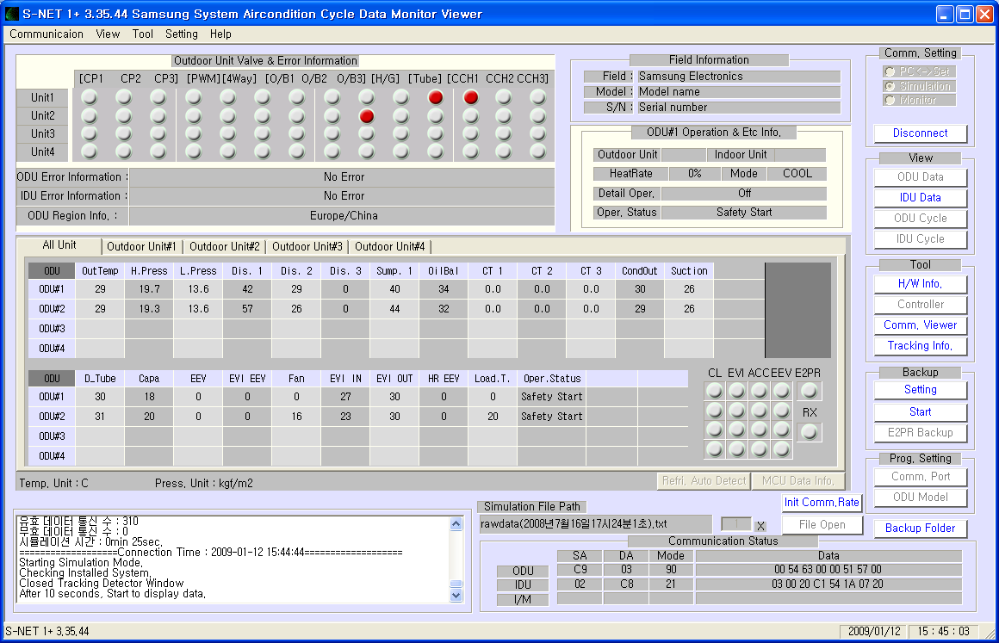 S-NET 1+ 3.35.44 Samsung System Aircondition Cycle Data Monitor Viewer
Communicaion View Tool Setting Help
Outdoor Unit Valve & Error Information
[CP1 CP2 CP3] [PWM][4Way] [O/B1 O/B2 O/B3] [H/G] [Tube] [CCH1 CCH2 CCH3]
Unit1
Unit2
Unit3
Unit4
ODU Error Information : No Error
IDU Error Information : No Error
ODU Region Info. : Europe/China
Field Information
Field : Samsung Electronics
Model : Model name
S/N : Serial number
ODU#1 Operation & Etc Info.
Outdoor Unit Indoor Unit
HeatRate 0% Mode COOL
Detail Oper. Off
Oper. Status Safety Start
Comm. Setting
PC<->Set
Simulation
Monitor
Disconnect
View
ODU Data
IDU Data
ODU Cycle
IDU Cycle
Tool
H/W Info.
Controller
Comm. Viewer
Tracking Info.
Backup
Setting
Start
E2PR Backup
Prog. Setting
Comm. Port
ODU Model
Backup Folder
All Unit Outdoor Unit#1 Outdoor Unit#2 Outdoor Unit#3 Outdoor Unit#4
ODU OutTemp H.Press L.Press Dis. 1 Dis. 2 Dis. 3 Sump. 1 OilBal CT 1 CT 2 CT 3 CondOut Suction
ODU#1 29 19.7 13.6 42 29 0 40 34 0.0 0.0 0.0 30 26
ODU#2 29 19.3 13.6 57 26 0 44 32 0.0 0.0 0.0 29 26
ODU#3
ODU#4
ODU D_Tube Capa EEV EVI EEV Fan EVI IN EVI OUT HR EEV Load.T. Oper.Status
ODU#1 30 18 0 0 0 27 30 0 0 Safety Start
ODU#2 31 20 0 0 16 23 30 0 20 Safety Start
ODU#3
ODU#4
CL EVI ACC EEV E2PR
RX
Temp. Unit : C Press. Unit : kgf/m2
Refri. Auto Detect MCU Data Info.
유효 데이터 통신 수 : 310
무효 데이터 통신 수 : 0
시뮬레이션 시간 : 0min 25sec.
=================Connection Time : 2009-01-12 15:44:44==================
Starting Simulation Mode.
Checking Installed System.
Closed Tracking Detector Window
After 10 seconds, Start to display data.
Simulation File Path
rawdata(2008년7월16일17시24분1초).txt
1 X
Init Comm.Rate
File Open
Communication Status
SA DA Mode Data
ODU C9 03 90 00 54 63 00 00 51 57 00
IDU 02 C8 21 03 00 20 C1 54 1A 07 20
I/M
S-NET 1+ 3.35.44
2009/01/12 15 : 45 : 03